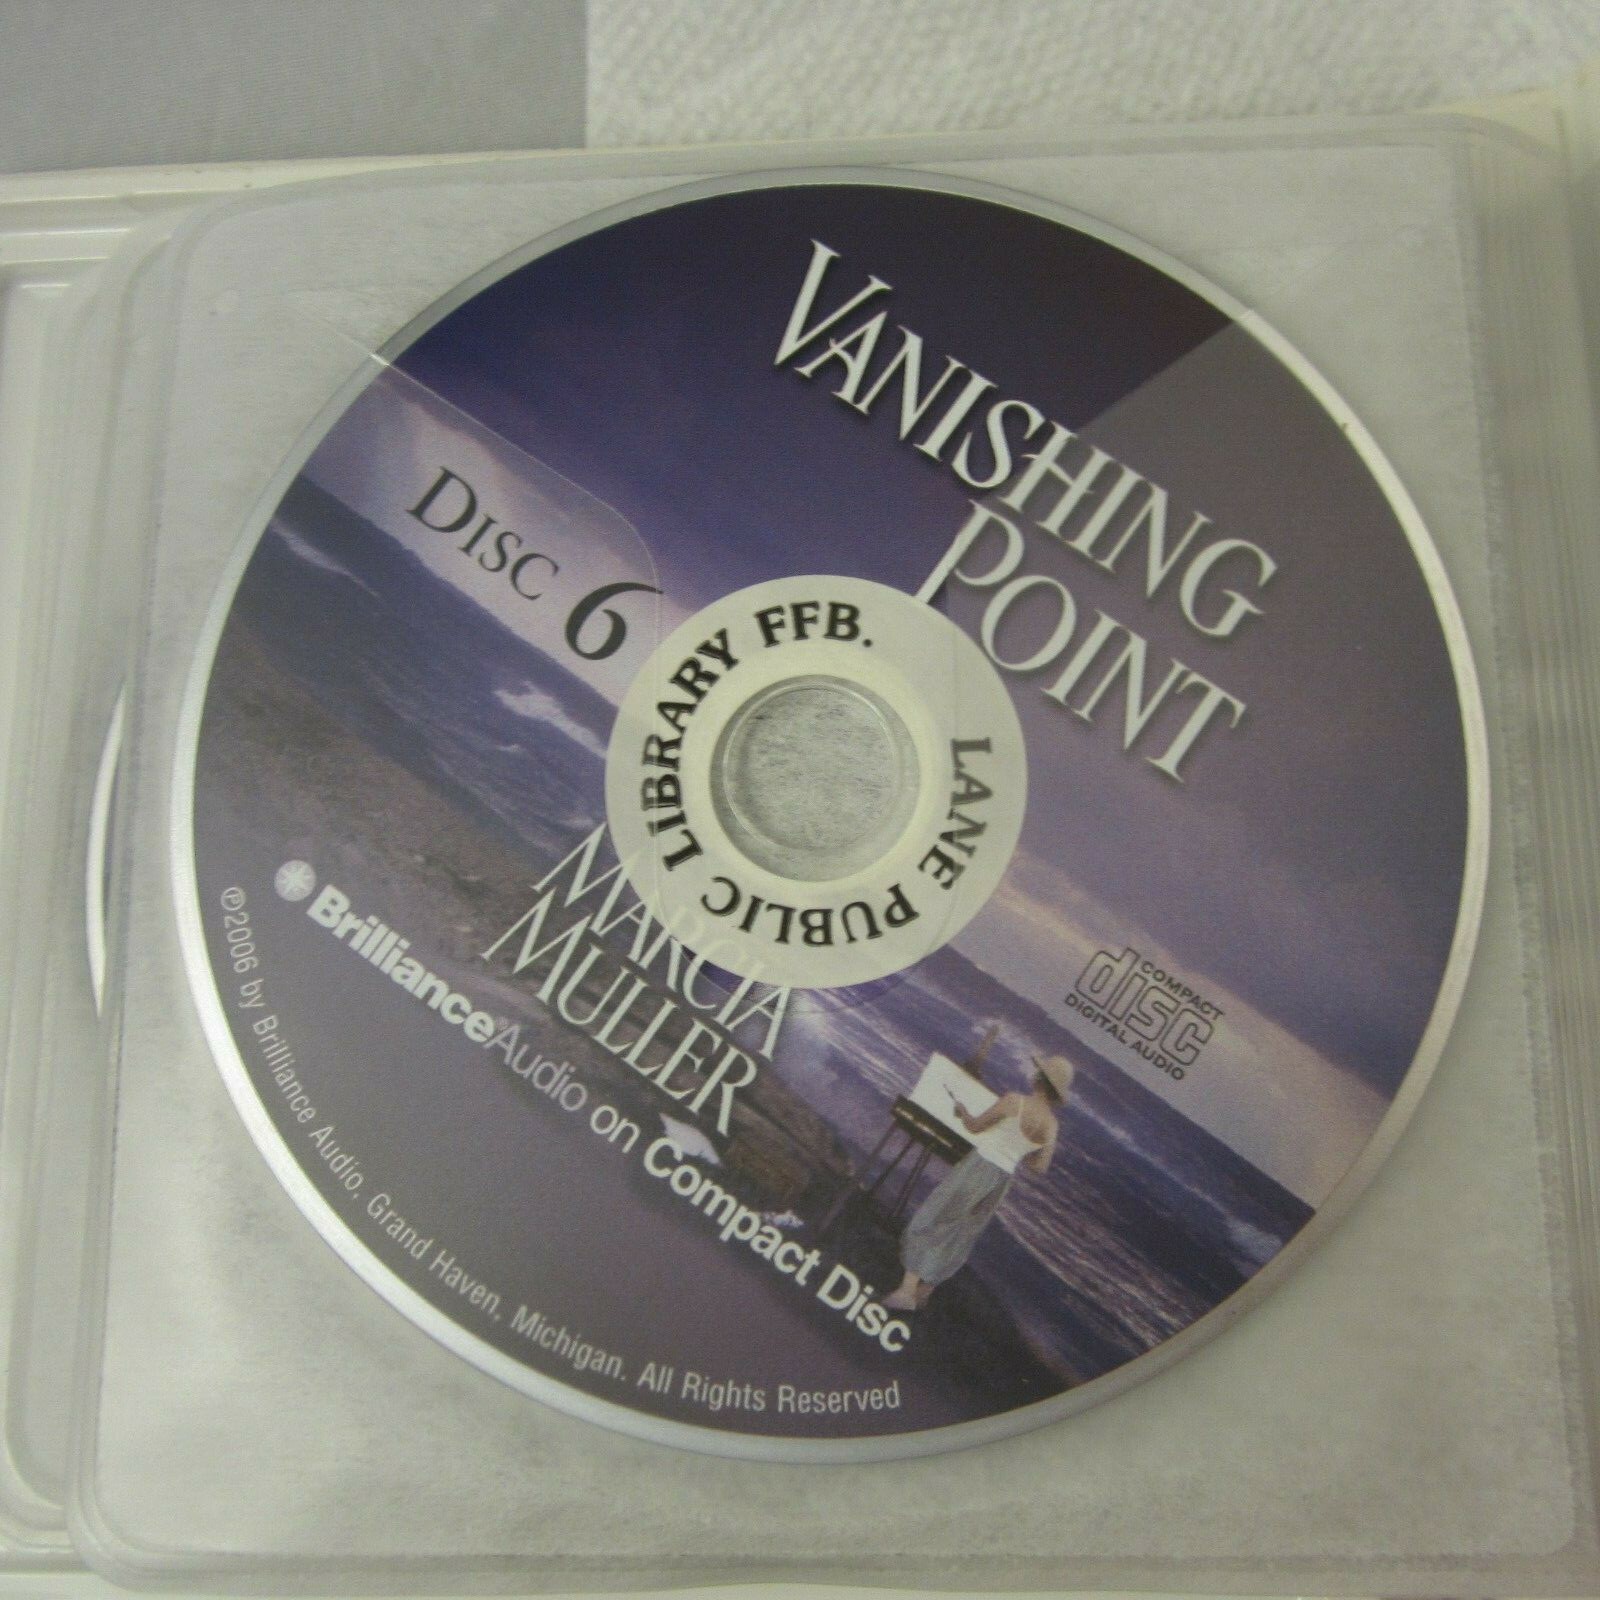 VANISHING
POINT
DISC 6
LANE PUBLIC LIBRARY FFB.
MARCIA
MULLER
COMPACT
disc
DIGITAL AUDIO
Brilliance Audio on Compact Disc
℗2006 by Brilliance Audio, Grand Haven, Michigan. All Rights Reserved